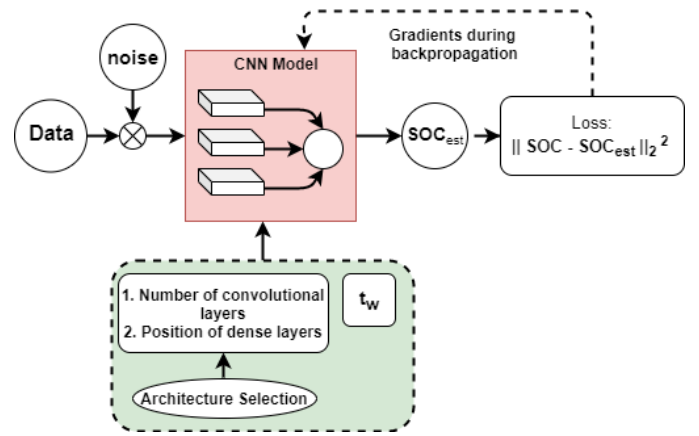 Gradients during
backpropagation
noise
CNN Model
Data
SOCest
Loss:
|| SOC - SOCest ||2 2
1. Number of convolutional
layers
2. Position of dense layers
tw
Architecture Selection